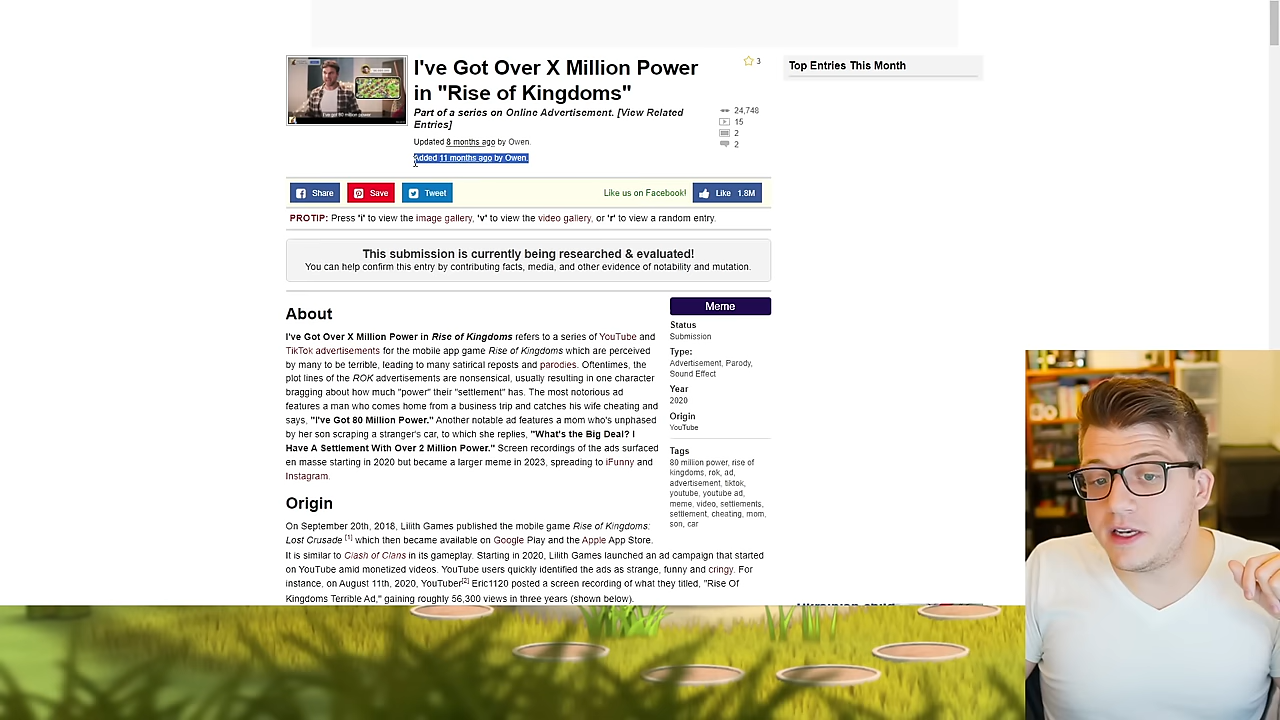 I've Got Over X Million Power
in "Rise of Kingdoms"
3
Part of a series on Online Advertisement. [View Related
Entries]
Updated 8 months ago by Owen.
Added 11 months ago by Owen.
24,748
15
2
2
Top Entries This Month
I've got 80 million power
Share
Save
Tweet
Like us on Facebook!
Like 1.8M
PROTIP: Press 'i' to view the image gallery, 'v' to view the video gallery, or 'r' to view a random entry.
This submission is currently being researched & evaluated!
You can help confirm this entry by contributing facts, media, and other evidence of notability and mutation.
About
I've Got Over X Million Power in Rise of Kingdoms refers to a series of YouTube and
TikTok advertisements for the mobile app game Rise of Kingdoms which are perceived
by many to be terrible, leading to many satirical reposts and parodies. Oftentimes, the
plot lines of the ROK advertisements are nonsensical, usually resulting in one character
bragging about how much "power" their "settlement" has. The most notorious ad
features a man who comes home from a business trip and catches his wife cheating and
says, "I've Got 80 Million Power." Another notable ad features a mom who's unphased
by her son scraping a stranger's car, to which she replies, "What's the Big Deal? I
Have A Settlement With Over 2 Million Power." Screen recordings of the ads surfaced
en masse starting in 2020 but became a larger meme in 2023, spreading to iFunny and
Instagram.
Meme
Status
Submission
Type:
Advertisement, Parody,
Sound Effect
Year
2020
Origin
YouTube
Tags
80 million power, rise of
kingdoms, rok, ad,
advertisement, tiktok,
youtube, youtube ad,
meme, video, settlements,
settlement, cheating, mom,
son, car
Origin
On September 20th, 2018, Lilith Games published the mobile game Rise of Kingdoms:
Lost Crusade [1] which then became available on Google Play and the Apple App Store.
It is similar to Clash of Clans in its gameplay. Starting in 2020, Lilith Games launched an ad campaign that started
on YouTube amid monetized videos. YouTube users quickly identified the ads as strange, funny and cringy. For
instance, on August 11th, 2020, YouTuber[2] Eric1120 posted a screen recording of what they titled, "Rise Of
Kingdoms Terrible Ad," gaining roughly 56,300 views in three years (shown below).